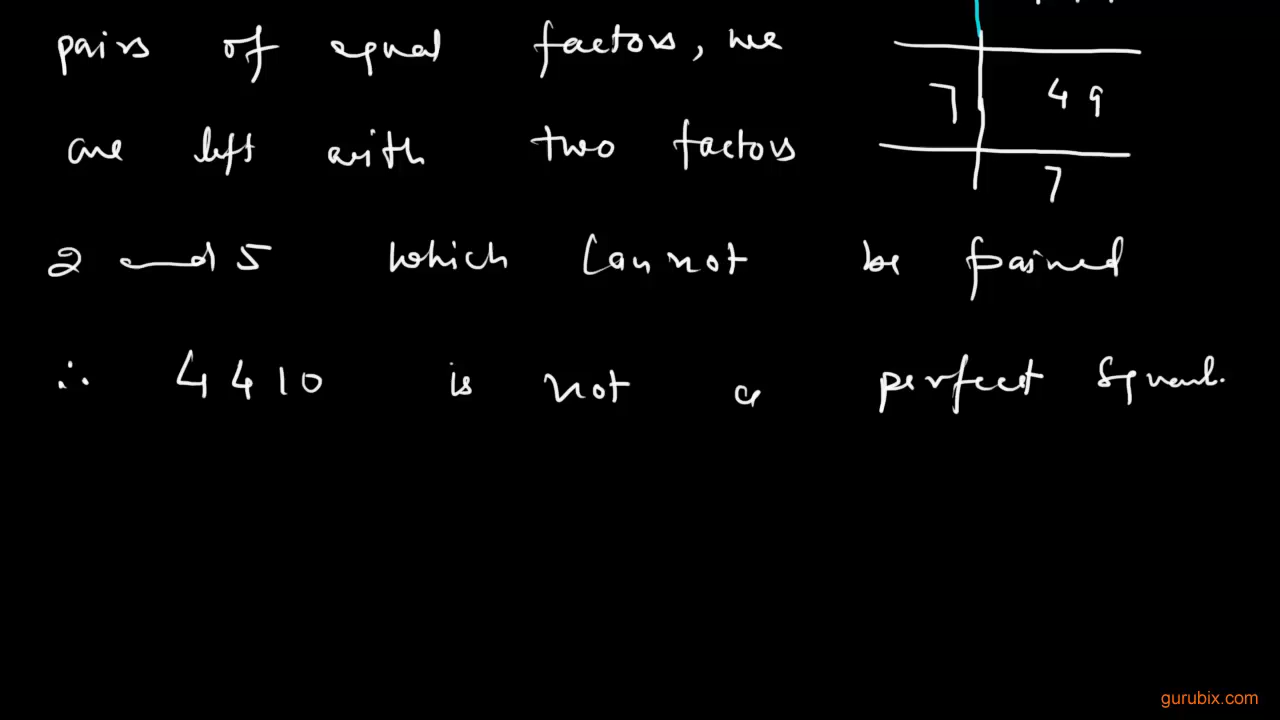 pairs of equal factors, we
are left with two factors
2 and 5 which cannot be paired
∴ 4410 is not a perfect square.
7 49
7
gurubix.com